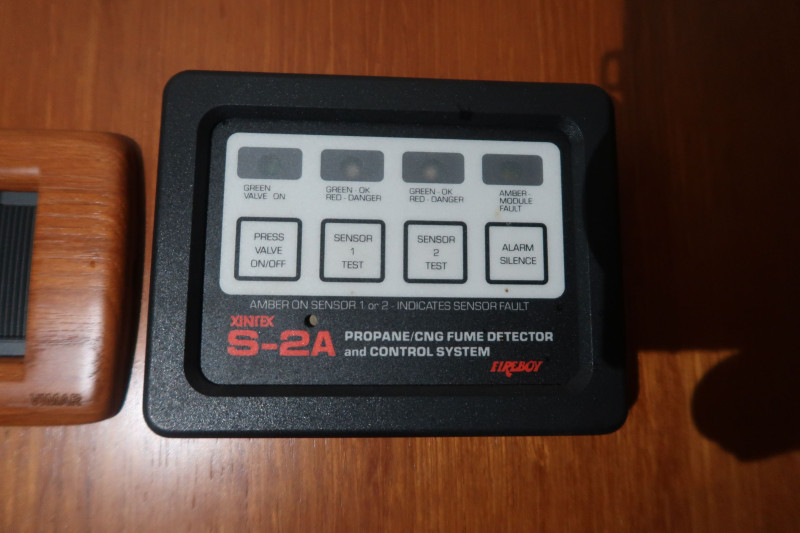 GREEN
VALVE ON
GREEN - OK
RED - DANGER
GREEN - OK
RED - DANGER
AMBER-
MODULE
FAULT
PRESS
VALVE
ON/OFF
SENSOR
1
TEST
SENSOR
2
TEST
ALARM
SILENCE
AMBER ON SENSOR 1 or 2 - INDICATES SENSOR FAULT
XINTEX
S-2A
PROPANE/CNG FUME DETECTOR
and CONTROL SYSTEM
FIREBOY
VIMAR